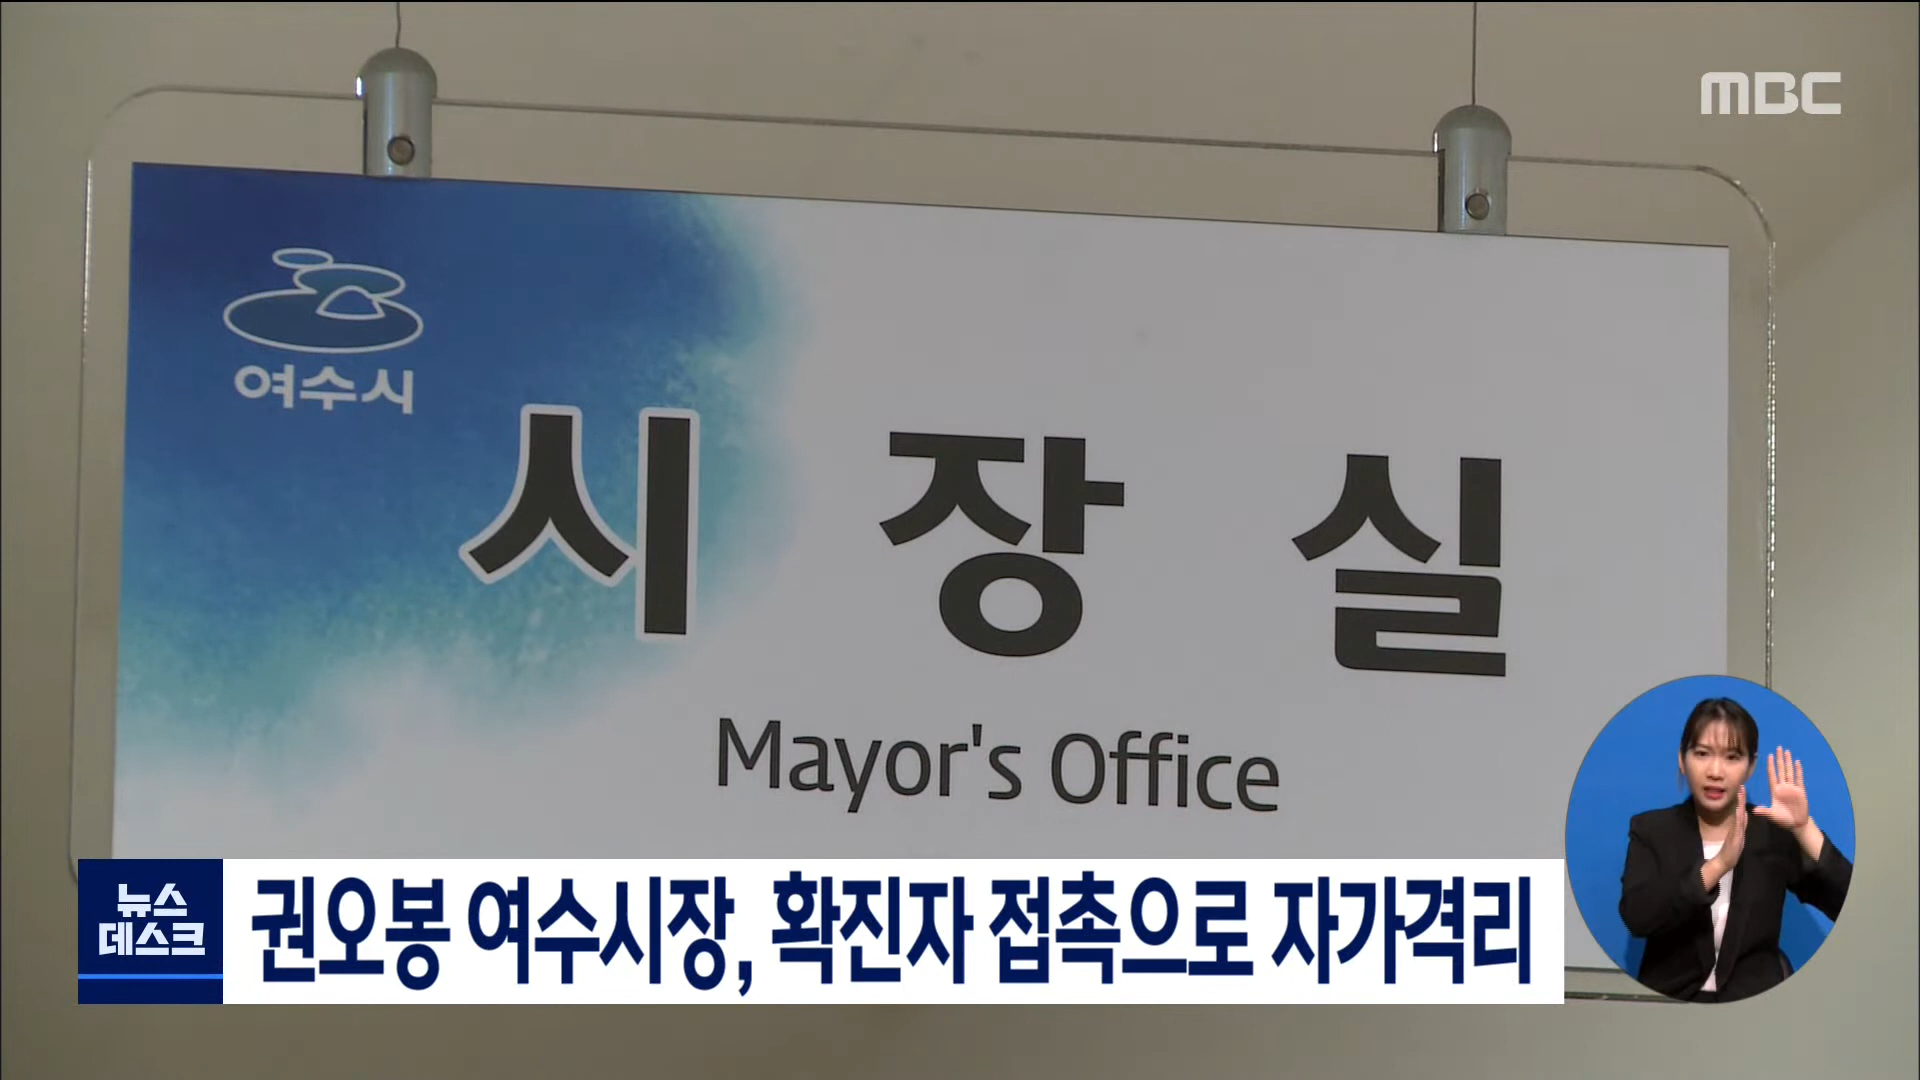 MBC
여수시
시장실
Mayor's Office
뉴스
데스크
권오봉 여수시장, 확진자 접촉으로 자가격리